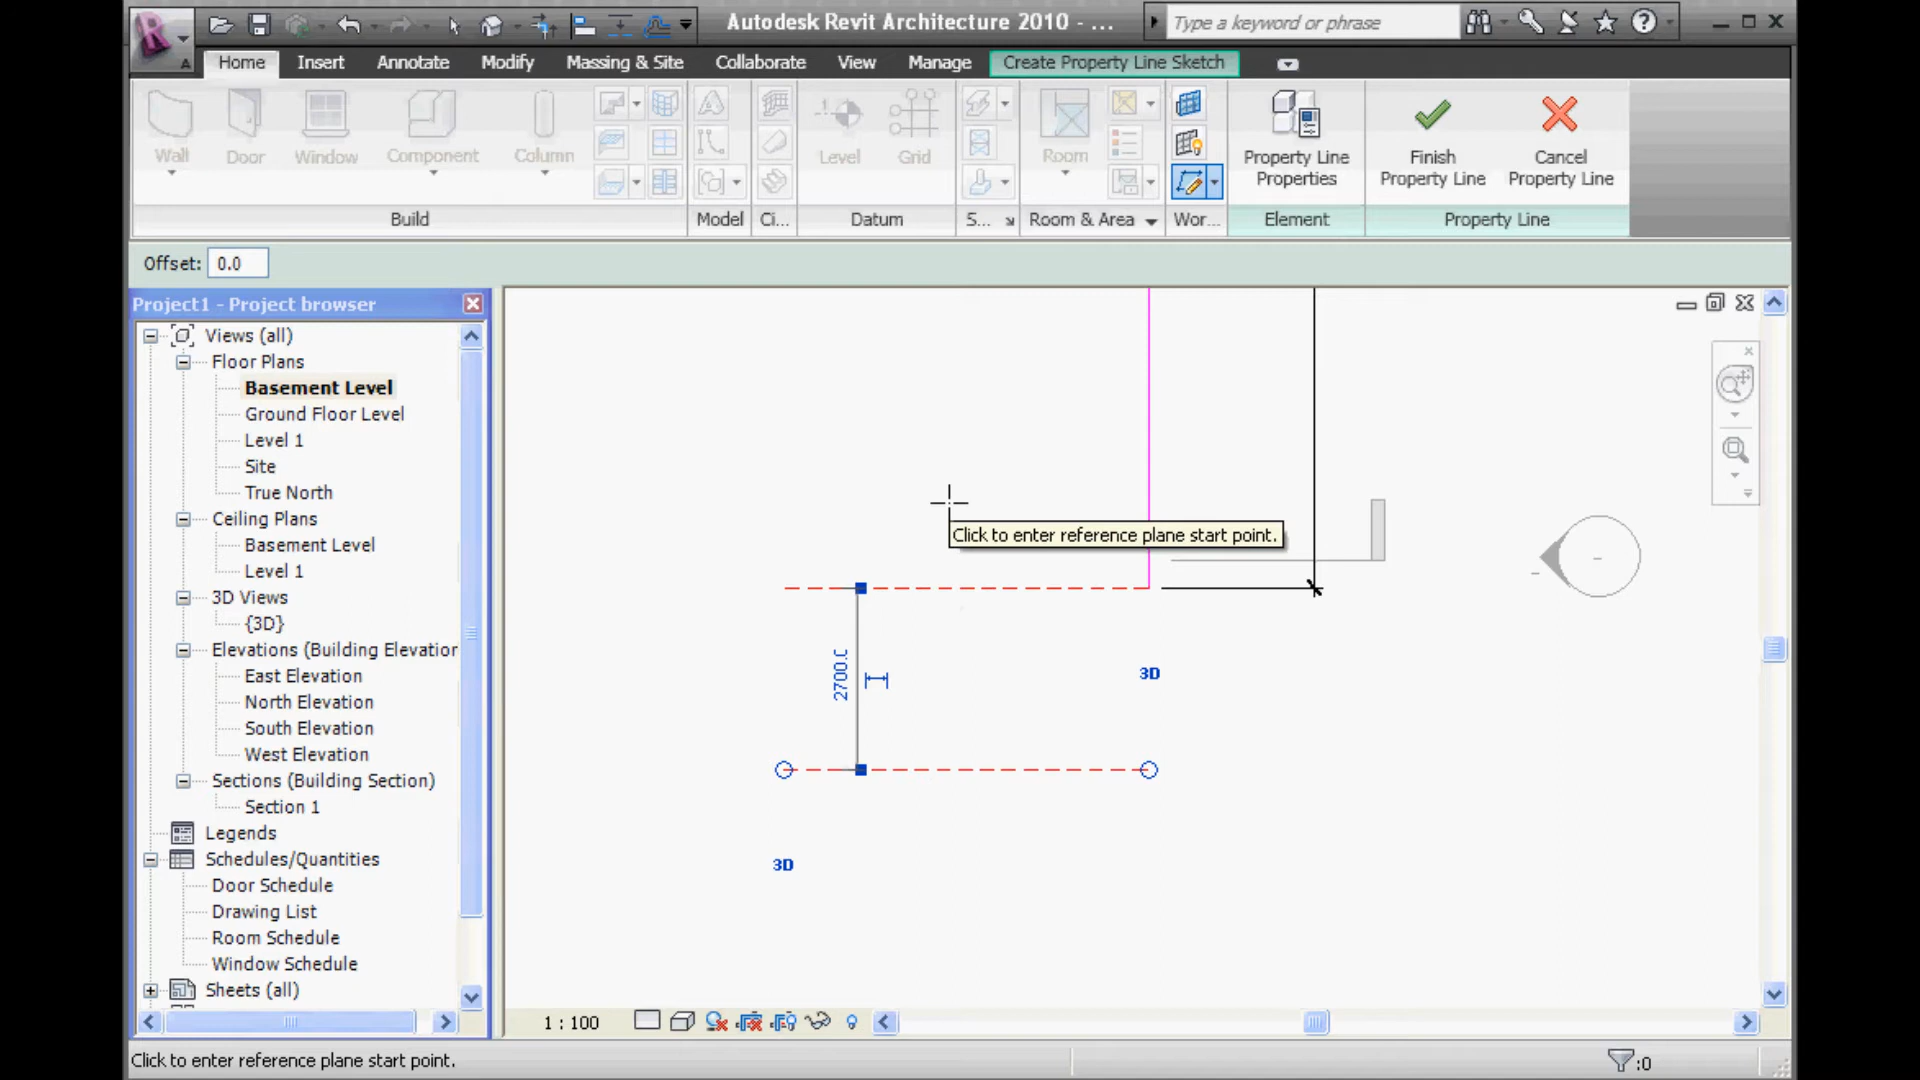 Autodesk Revit Architecture 2010 - ...
Type a keyword or phrase
Home Insert Annotate Modify Massing & Site Collaborate View Manage Create Property Line Sketch
Wall Door Window Component Column Level Grid Room
Property Line Properties
Finish Property Line
Cancel Property Line
Build Model Ci... Datum S... Room & Area Wor... Element Property Line
Offset: 0.0
Project1 - Project browser
Views (all)
Floor Plans
Basement Level
Ground Floor Level
Level 1
Site
True North
Ceiling Plans
Basement Level
Level 1
3D Views
{3D}
Elevations (Building Elevation
East Elevation
North Elevation
South Elevation
West Elevation
Sections (Building Section)
Section 1
Legends
Schedules/Quantities
Door Schedule
Drawing List
Room Schedule
Window Schedule
Sheets (all)
Click to enter reference plane start point.
2700.0
3D
3D
1 : 100
Click to enter reference plane start point.
:0